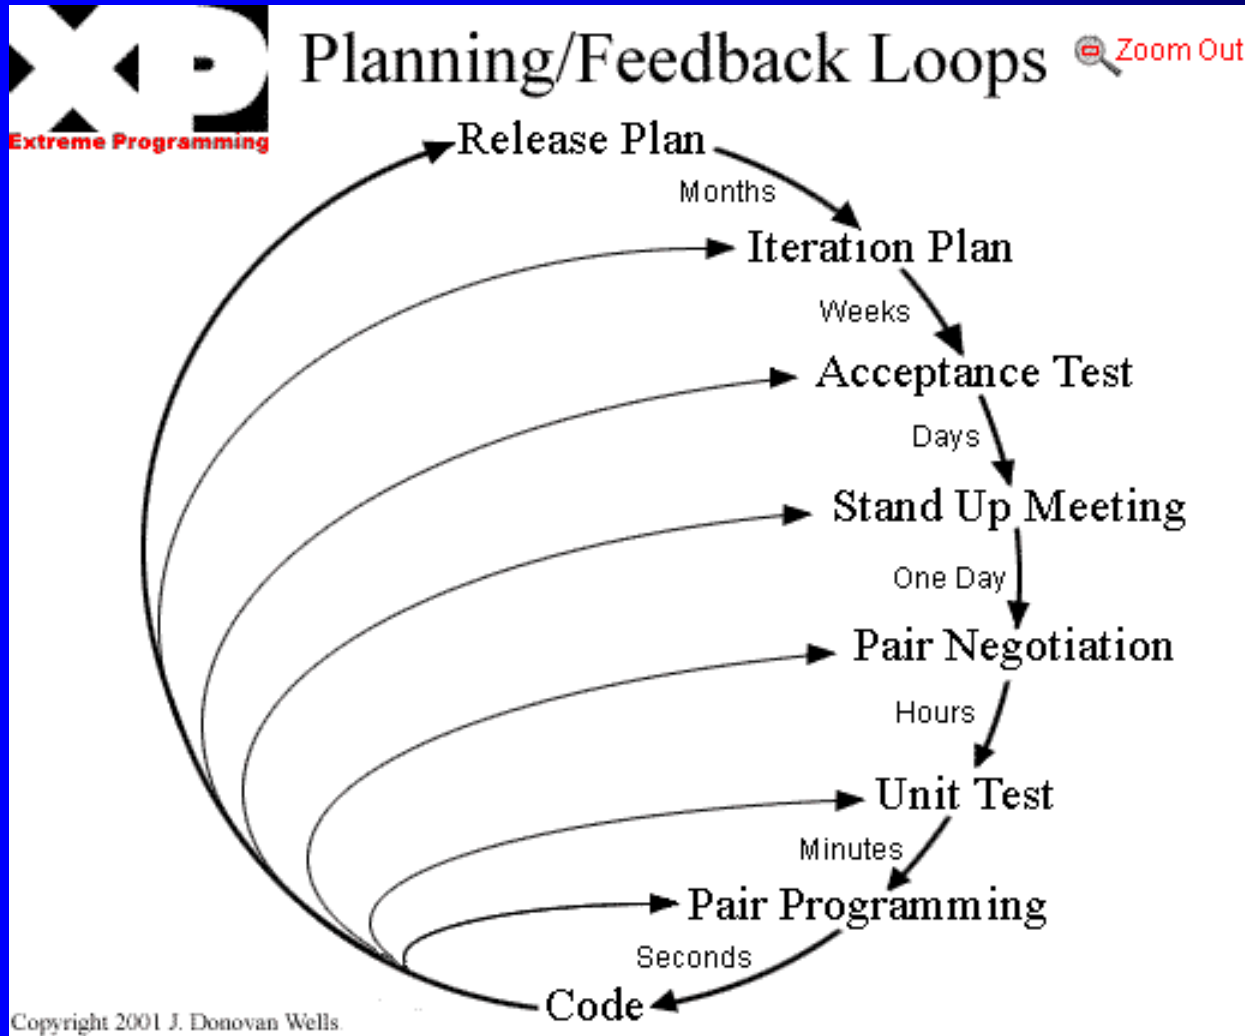 XP
Extreme Programming
Planning/Feedback Loops
Zoom Out
Release Plan
Months
Iteration Plan
Weeks
Acceptance Test
Days
Stand Up Meeting
One Day
Pair Negotiation
Hours
Unit Test
Minutes
Pair Programming
Seconds
Code
Copyright 2001 J. Donovan Wells.